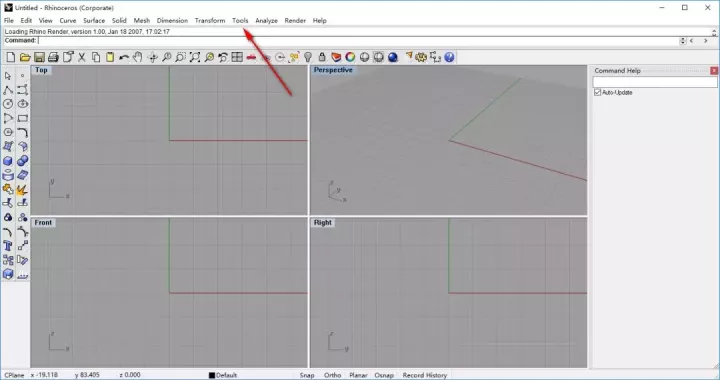 Untitled - Rhinoceros (Corporate)
File Edit View Curve Surface Solid Mesh Dimension Transform Tools Analyze Render Help
Loading Rhino Render, version 1.00, Jan 18 2007, 17:02:17
Command:
Top
Perspective
Command Help
Auto-Update
y
x
y
x
Front
Right
z
x
z
y
CPlane x -19.118 y 83.405 z 0.000 Default Snap Ortho Planar Osnap Record History